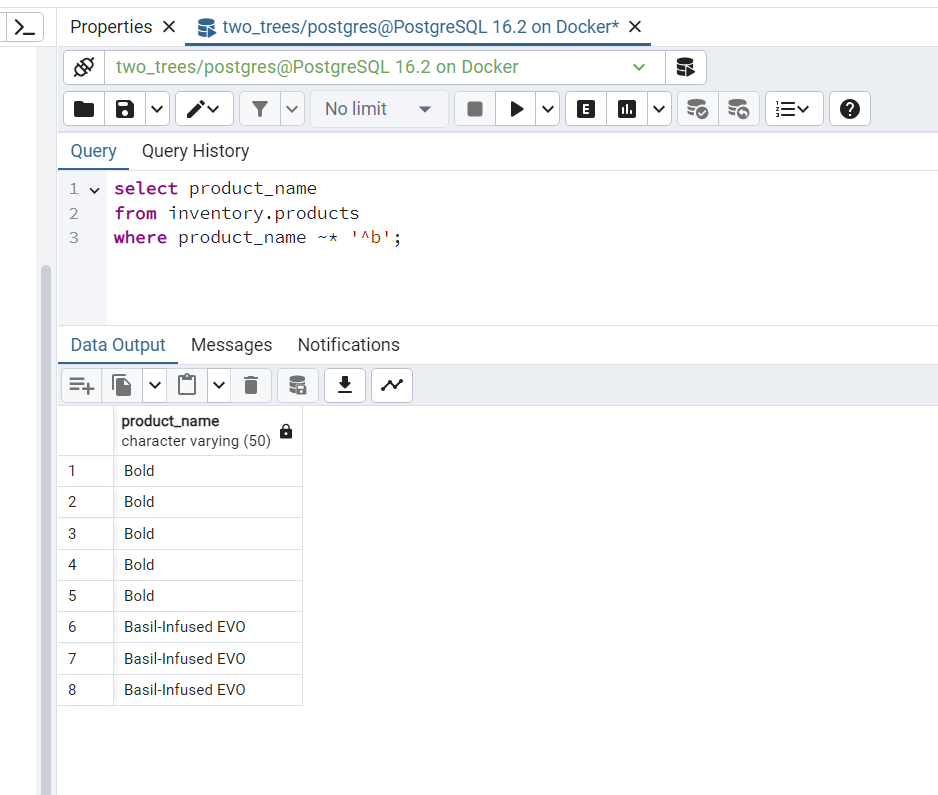 Properties
two_trees/postgres@PostgreSQL 16.2 on Docker*
two_trees/postgres@PostgreSQL 16.2 on Docker
No limit
E
Query Query History
1 select product_name
2 from inventory.products
3 where product_name ~* '^b';
Data Output Messages Notifications
product_name
character varying (50)
1 Bold
2 Bold
3 Bold
4 Bold
5 Bold
6 Basil-Infused EVO
7 Basil-Infused EVO
8 Basil-Infused EVO